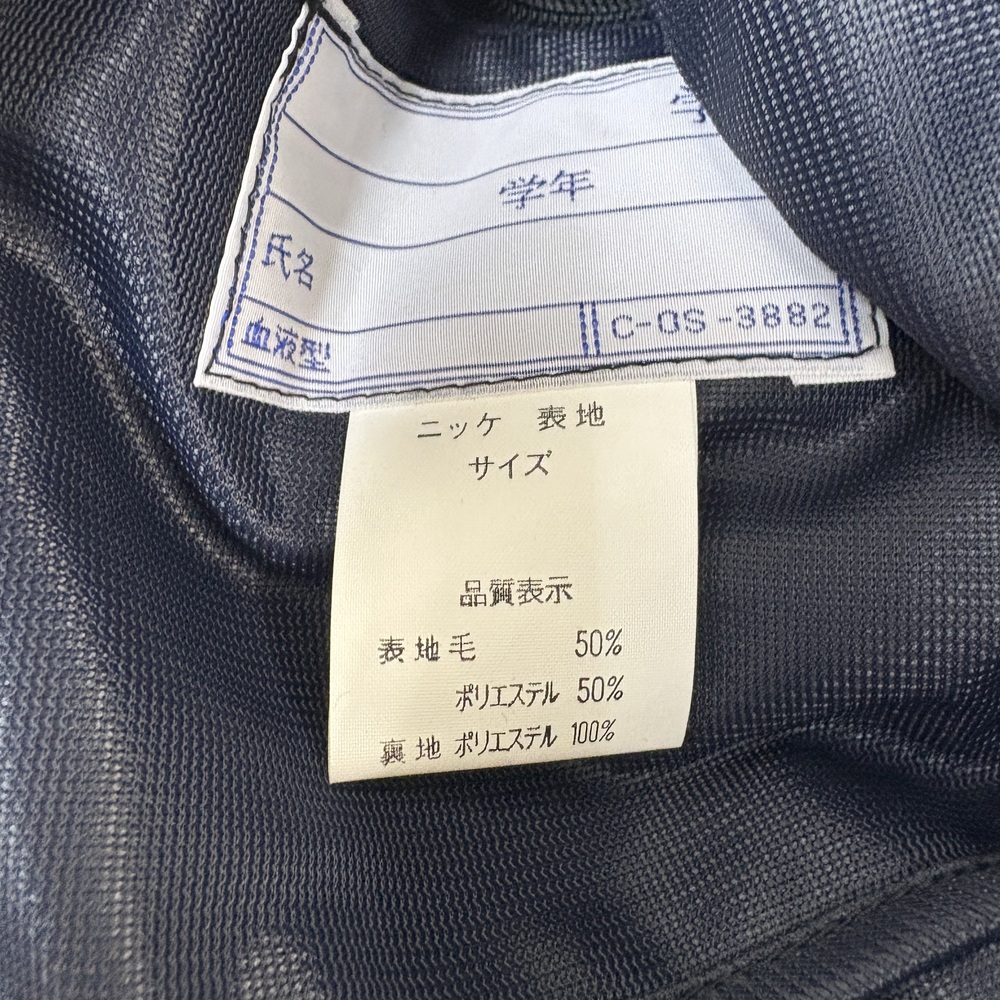 学年
氏名
血液型 C-QS-3882
ニッケ 表地
サイズ
品質表示
表地毛 50%
ポリエステル 50%
裏地 ポリエステル 100%